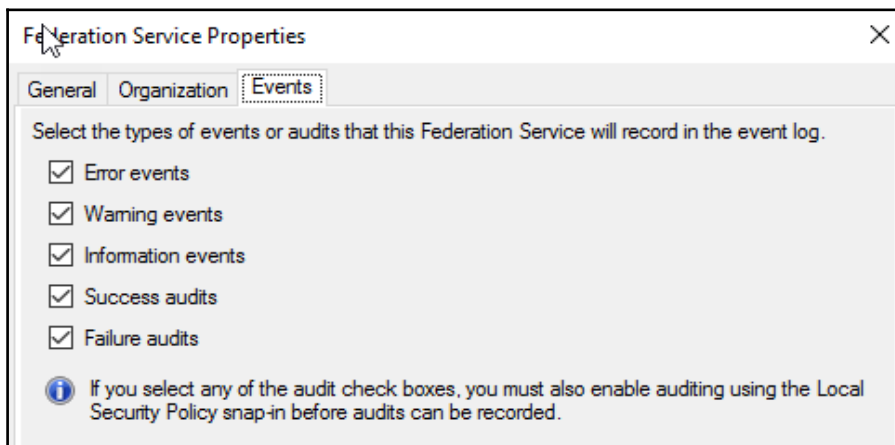 Federation Service Properties
General Organization Events
Select the types of events or audits that this Federation Service will record in the event log.
Error events
Warning events
Information events
Success audits
Failure audits
If you select any of the audit check boxes, you must also enable auditing using the Local
Security Policy snap-in before audits can be recorded.